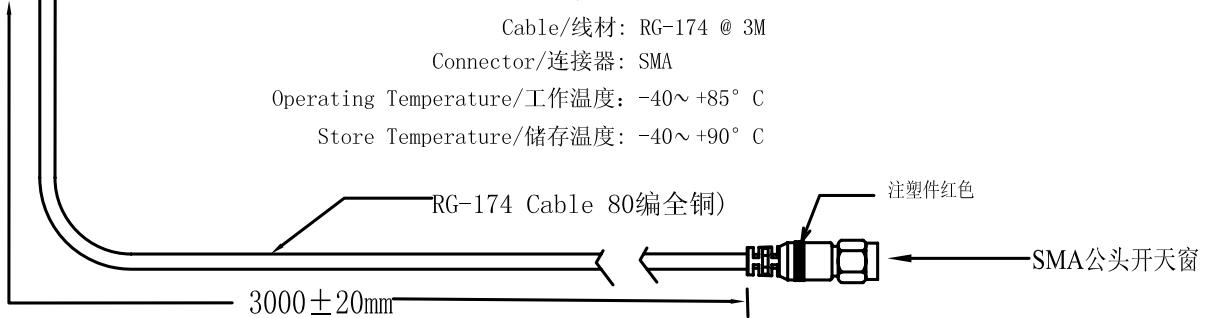 Cable/线材: RG-174 @ 3M
Connector/连接器: SMA
Operating Temperature/工作温度: -40~+85° C
Store Temperature/储存温度: -40~+90° C
注塑件红色
RG-174 Cable 80编全铜)
SMA公头开天窗
3000±20mm